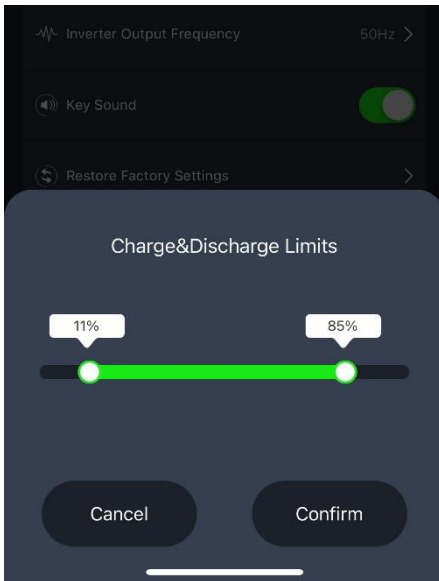 Inverter Output Frequency 50Hz >
Key Sound
Restore Factory Settings >
Charge&Discharge Limits
11% 85%
Cancel Confirm